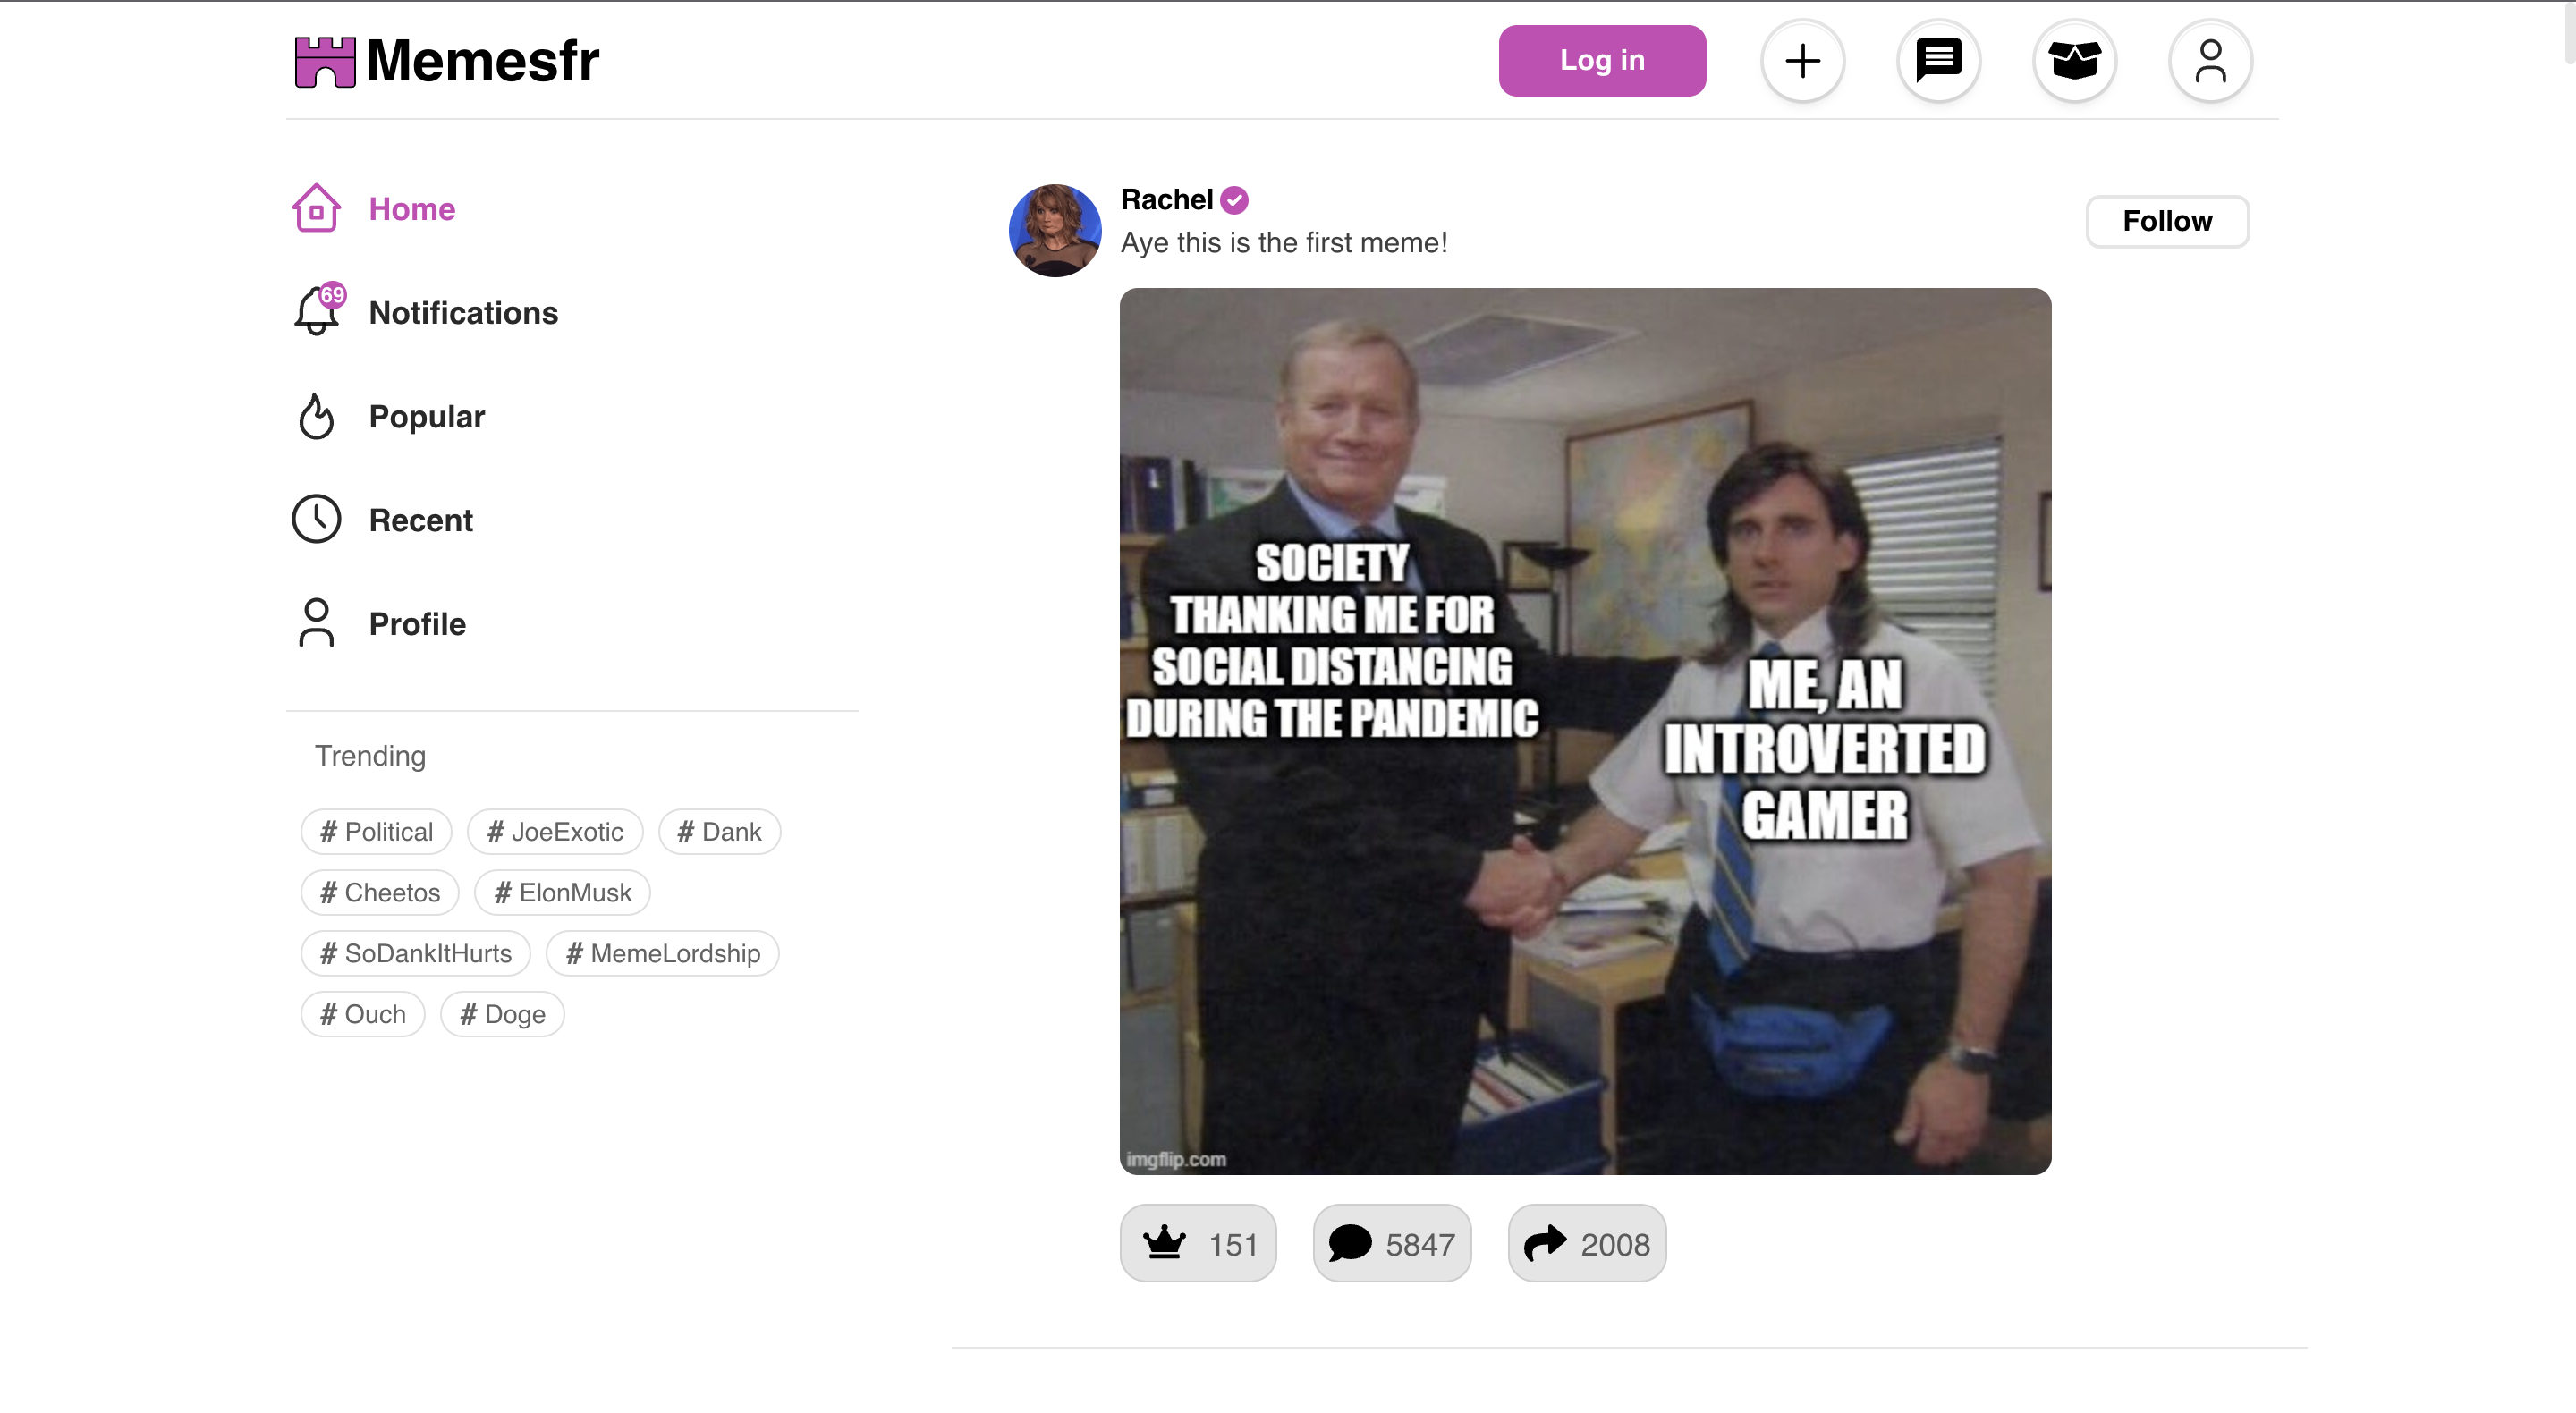 Memesfr
Log in
Home
69
Notifications
Popular
Recent
Profile
Trending
# Political
# JoeExotic
# Dank
# Cheetos
# ElonMusk
# SoDankItHurts
# MemeLordship
# Ouch
# Doge
Rachel
Aye this is the first meme!
Follow
SOCIETY
THANKING ME FOR
SOCIAL DISTANCING
DURING THE PANDEMIC
ME, AN
INTROVERTED
GAMER
imgflip.com
151
5847
2008